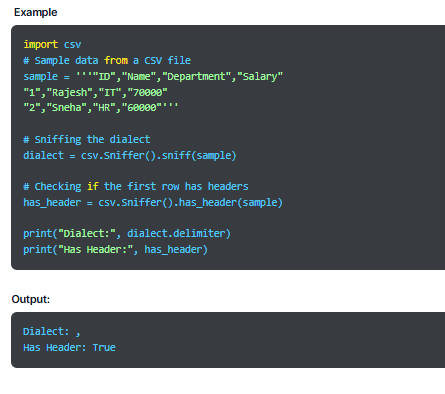 Example
import csv
# Sample data from a CSV file
sample = '''"ID","Name","Department","Salary"
"1","Rajesh","IT","70000"
"2","Sneha","HR","60000"'''
# Sniffing the dialect
dialect = csv.Sniffer().sniff(sample)
# Checking if the first row has headers
has_header = csv.Sniffer().has_header(sample)
print("Dialect:", dialect.delimiter)
print("Has Header:", has_header)
Output:
Dialect: ,
Has Header: True